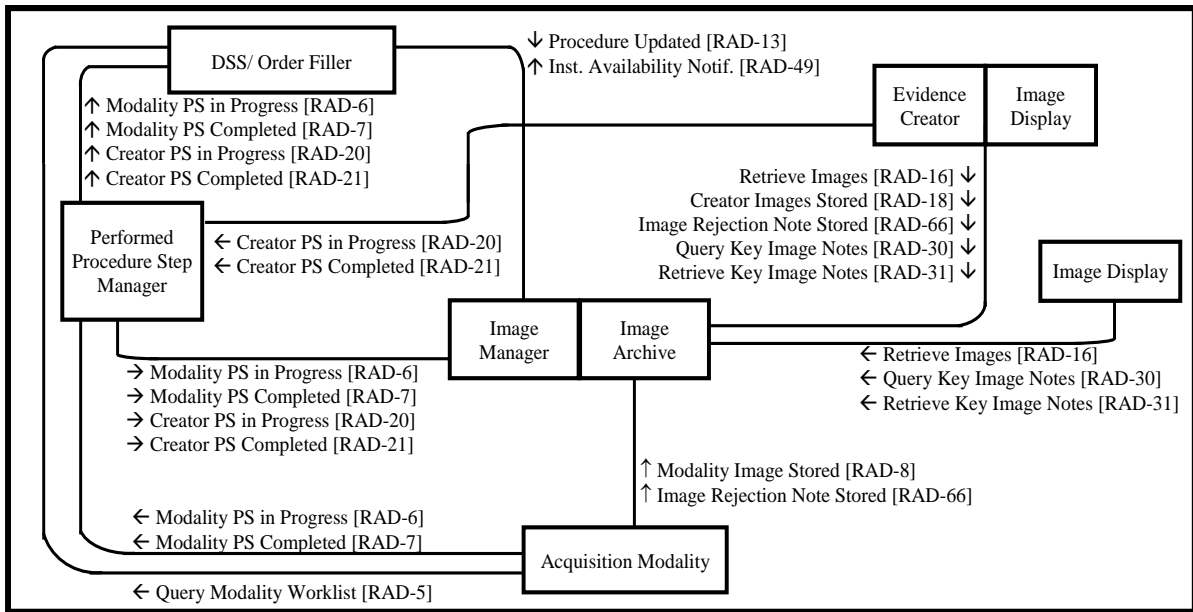 DSS/ Order Filler
↓ Procedure Updated [RAD-13]
↑ Inst. Availability Notif. [RAD-49]
Evidence
Creator
Image
Display
↑ Modality PS in Progress [RAD-6]
↑ Modality PS Completed [RAD-7]
↑ Creator PS in Progress [RAD-20]
↑ Creator PS Completed [RAD-21]
Retrieve Images [RAD-16] ↓
Creator Images Stored [RAD-18] ↓
Image Rejection Note Stored [RAD-66] ↓
Query Key Image Notes [RAD-30] ↓
Retrieve Key Image Notes [RAD-31] ↓
Performed
Procedure Step
Manager
← Creator PS in Progress [RAD-20]
← Creator PS Completed [RAD-21]
Image Display
Image
Manager
Image
Archive
← Retrieve Images [RAD-16]
← Query Key Image Notes [RAD-30]
← Retrieve Key Image Notes [RAD-31]
→ Modality PS in Progress [RAD-6]
→ Modality PS Completed [RAD-7]
→ Creator PS in Progress [RAD-20]
→ Creator PS Completed [RAD-21]
↑ Modality Image Stored [RAD-8]
↑ Image Rejection Note Stored [RAD-66]
← Modality PS in Progress [RAD-6]
← Modality PS Completed [RAD-7]
Acquisition Modality
← Query Modality Worklist [RAD-5]